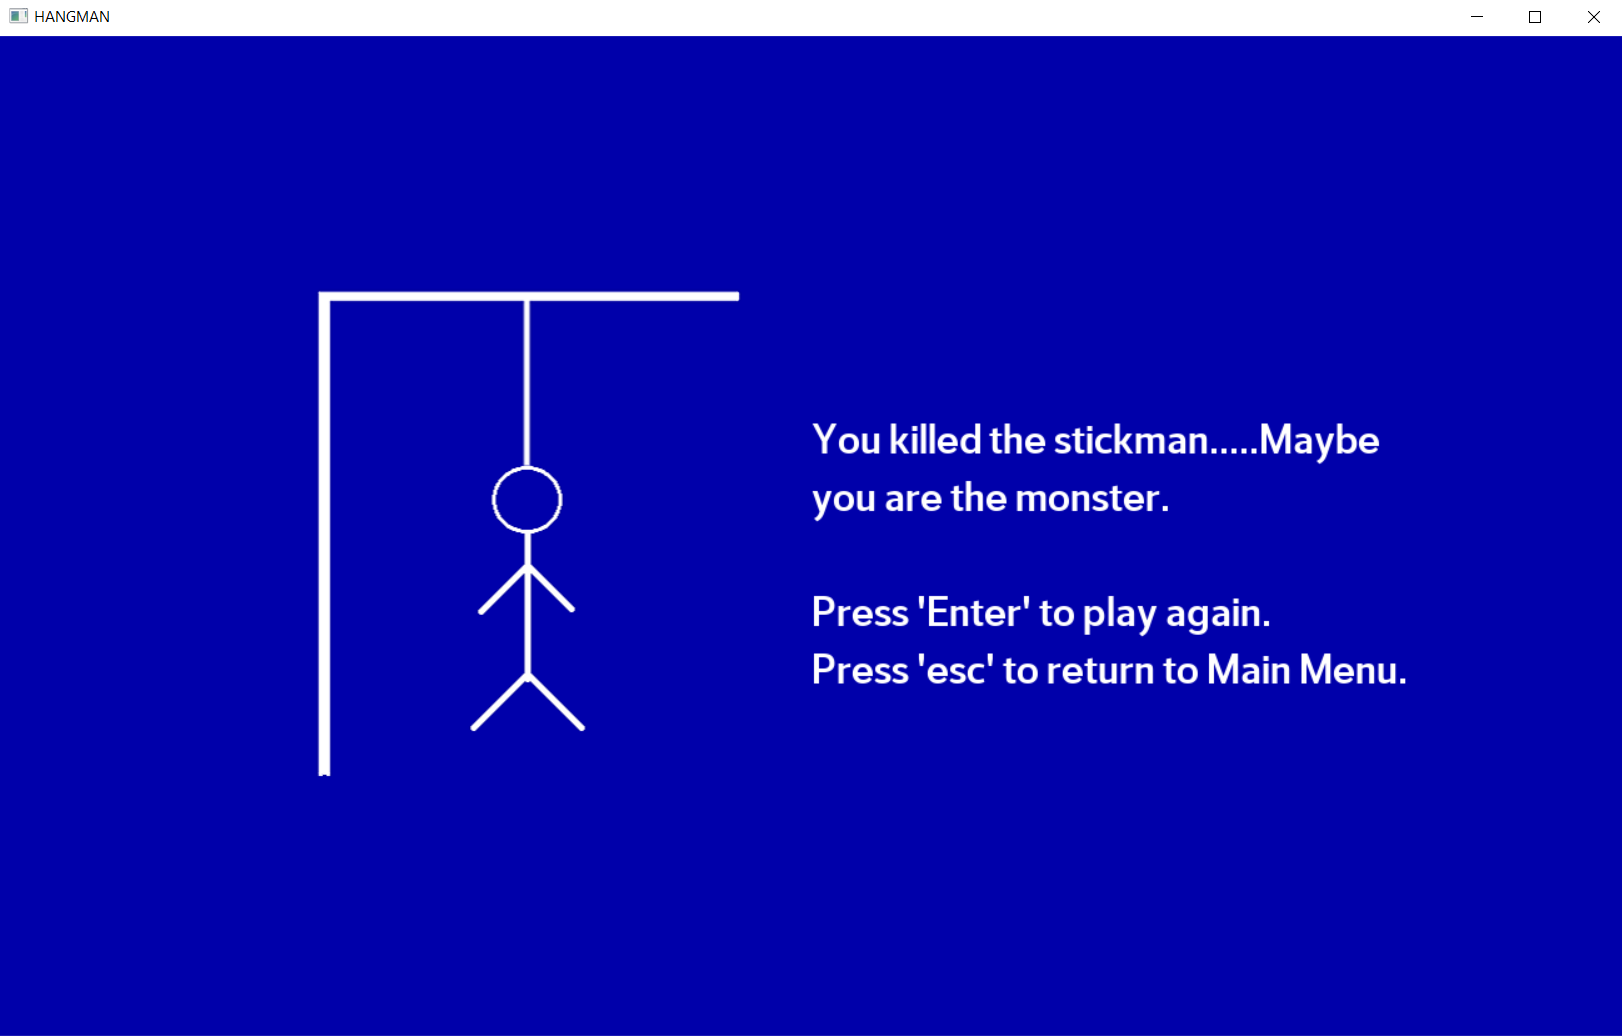 HANGMAN
You killed the stickman.....Maybe
you are the monster.
Press 'Enter' to play again.
Press 'esc' to return to Main Menu.